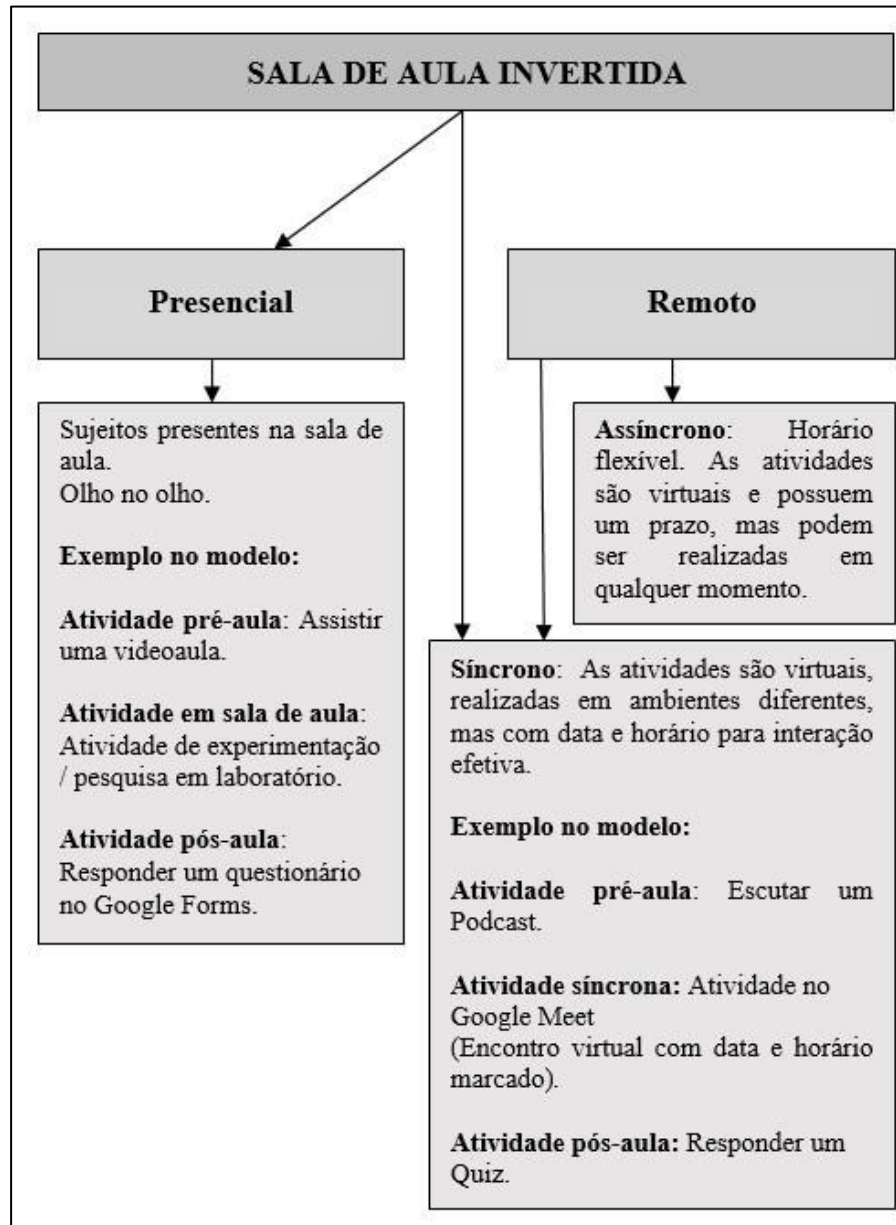 SALA DE AULA INVERTIDA
Presencial
Sujeitos presentes na sala de
aula.
Olho no olho.
Exemplo no modelo:
Atividade pré-aula: Assistir
uma videoaula.
Atividade em sala de aula:
Atividade de experimentação
/ pesquisa em laboratório.
Atividade pós-aula:
Responder um questionário
no Google Forms.
Remoto
Assíncrono: Horário
flexível. As atividades
são virtuais e possuem
um prazo, mas podem
ser realizadas em
qualquer momento.
Síncrono: As atividades são virtuais,
realizadas em ambientes diferentes,
mas com data e horário para interação
efetiva.
Exemplo no modelo:
Atividade pré-aula: Escutar um
Podcast.
Atividade síncrona: Atividade no
Google Meet
(Encontro virtual com data e horário
marcado).
Atividade pós-aula: Responder um
Quiz.